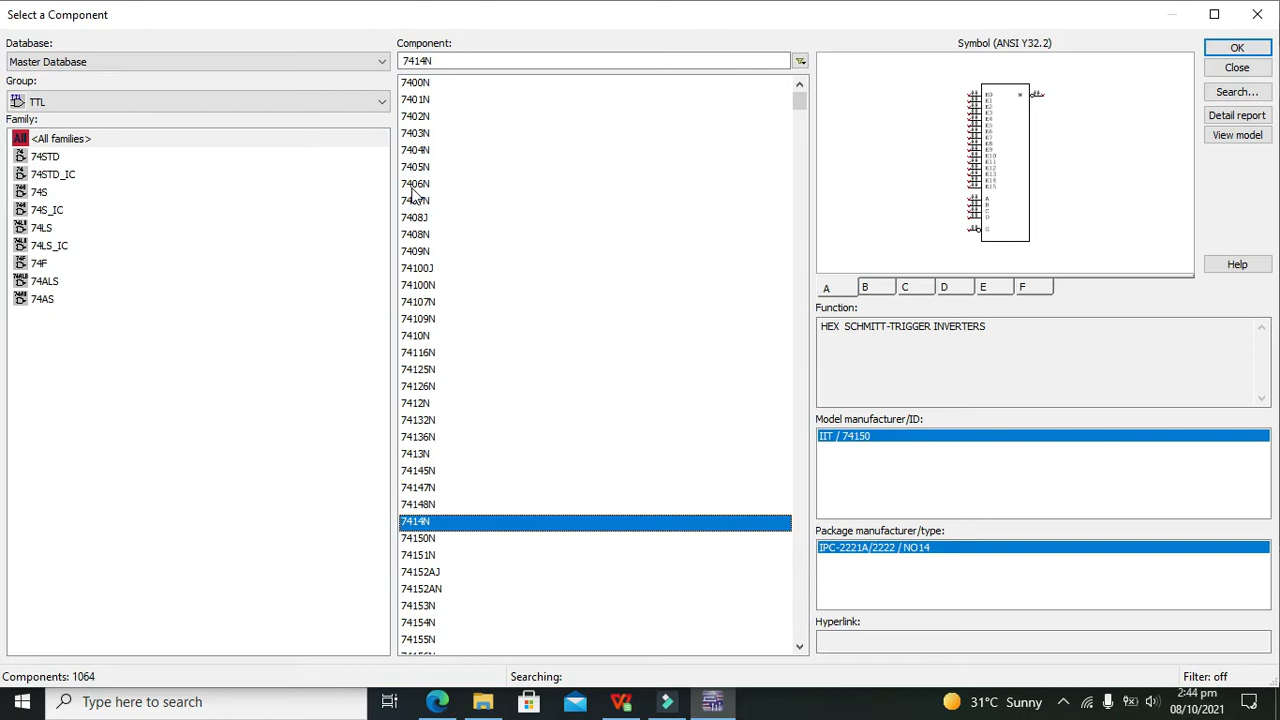 Select a Component
Database:
Master Database
Group:
TTL
Family:
All <All families>
74STD
74STD_IC
74S
74S_IC
74LS
74LS_IC
74F
74ALS
74AS
Component:
7414N
7400N
7401N
7402N
7403N
7404N
7405N
7406N
7408J
7408N
7409N
74100J
74100N
74107N
74109N
7410N
74116N
74125N
74126N
7412N
74132N
74136N
7413N
74145N
74147N
74148N
7414N
74150N
74151N
74152AJ
74152AN
74153N
74154N
74155N
Symbol (ANSI Y32.2)
A B C D E F
Function:
HEX SCHMITT-TRIGGER INVERTERS
Model manufacturer/ID:
IIT / 74150
Package manufacturer/type:
IPC-2221A/2222 / NO14
Hyperlink:
OK
Close
Search...
Detail report
View model
Help
Components: 1064
Searching:
Filter: off
Type here to search
31°C Sunny
2:44 pm
08/10/2021